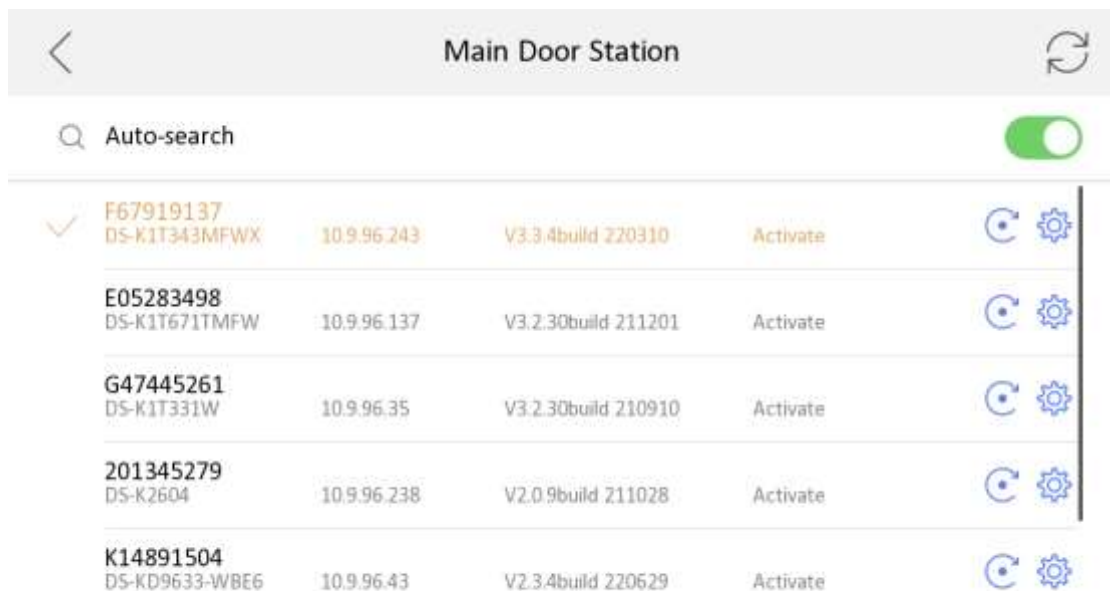 Main Door Station
Auto-search
F67919137
DS-K1T343MFWX 10.9.96.243 V3.3.4build 220310 Activate
E05283498
DS-K1T671TMFW 10.9.96.137 V3.2.30build 211201 Activate
G47445261
DS-K1T331W 10.9.96.35 V3.2.30build 210910 Activate
201345279
DS-K2604 10.9.96.238 V2.0.9build 211028 Activate
K14891504
DS-KD9633-WBE6 10.9.96.43 V2.3.4build 220629 Activate